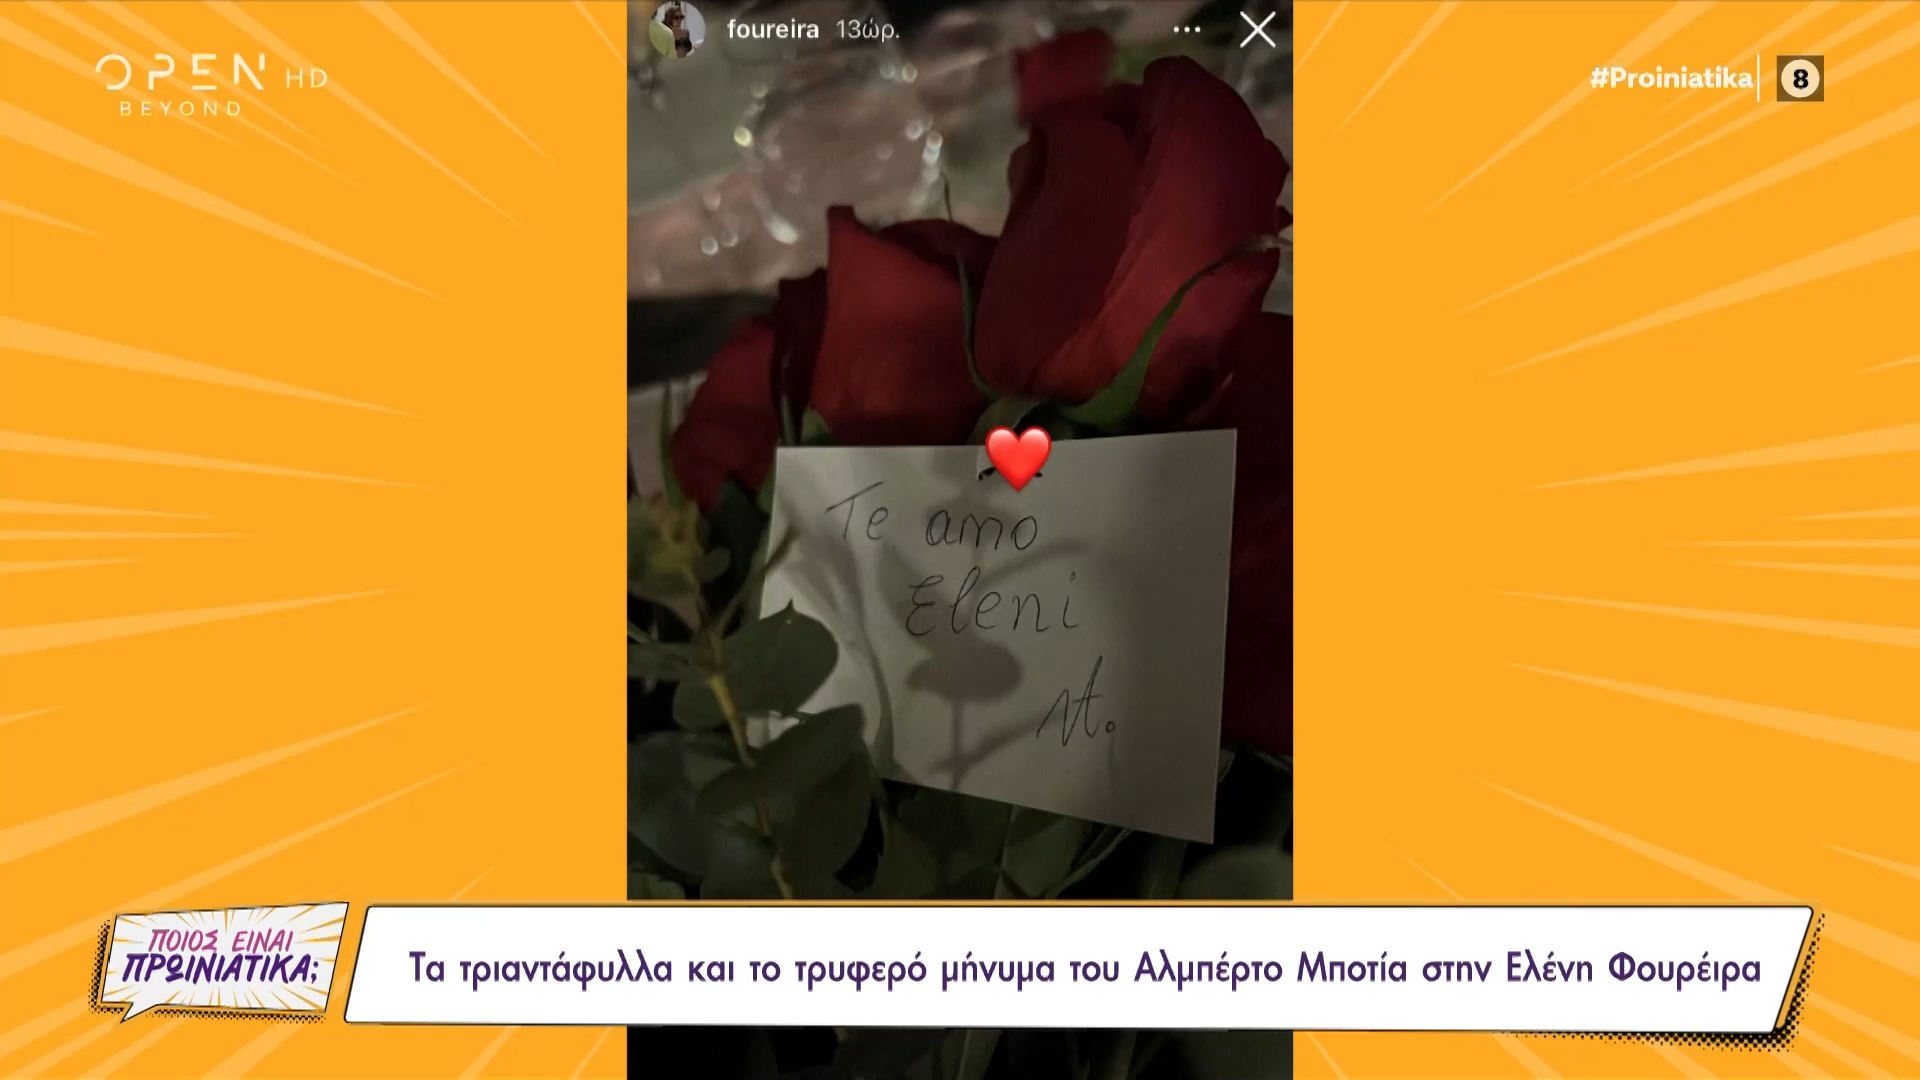 foureira 13ώρ.
OPEN HD
BEYOND
#Proiniatika 8
Te amo
Eleni
A.
ΠΟΙΟΣ ΕΙΝΑΙ
ΠΡΩΙΝΙΑΤΙΚΑ;
Τα τριαντάφυλλα και το τρυφερό μήνυμα του Αλμπέρτο Μποτία στην Ελένη Φουρέιρα